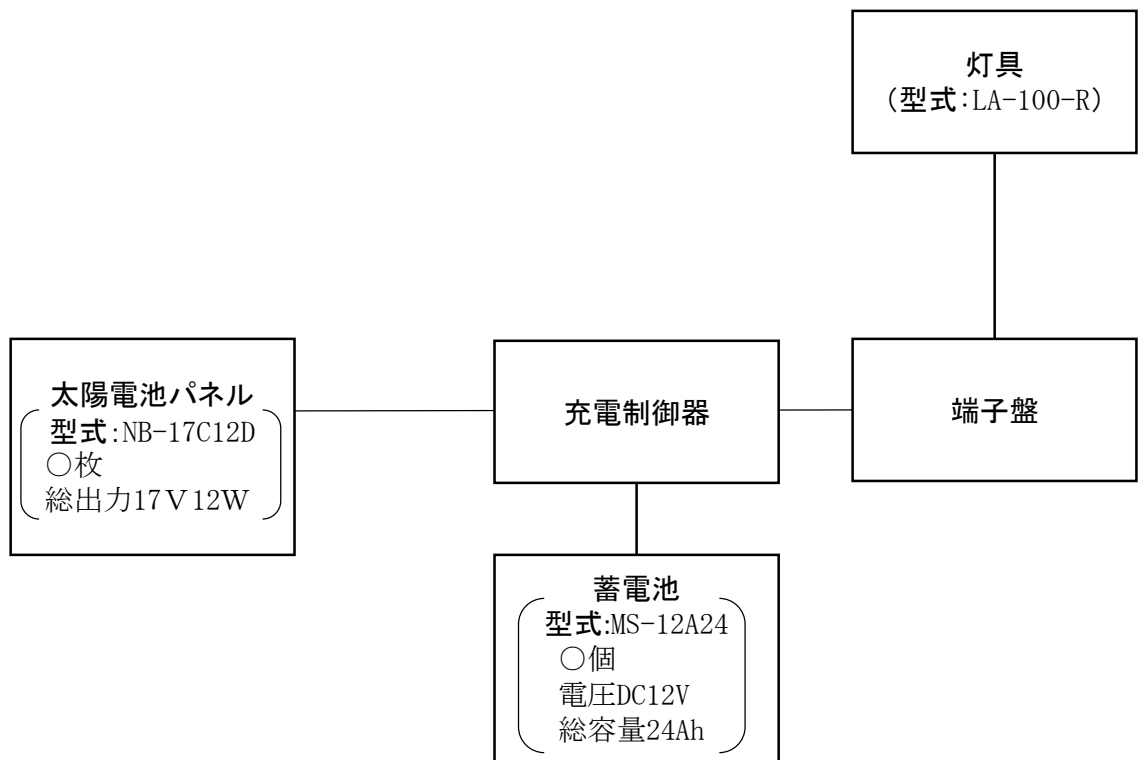 灯具
(型式:LA-100-R)
太陽電池パネル
型式:NB-17C12D
○枚
総出力17V12W
充電制御器
端子盤
蓄電池
型式:MS-12A24
○個
電圧DC12V
総容量24Ah